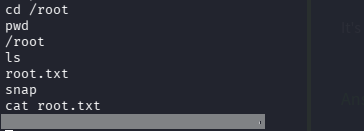 cd /root
pwd
/root
ls
root.txt
snap
cat root.txt